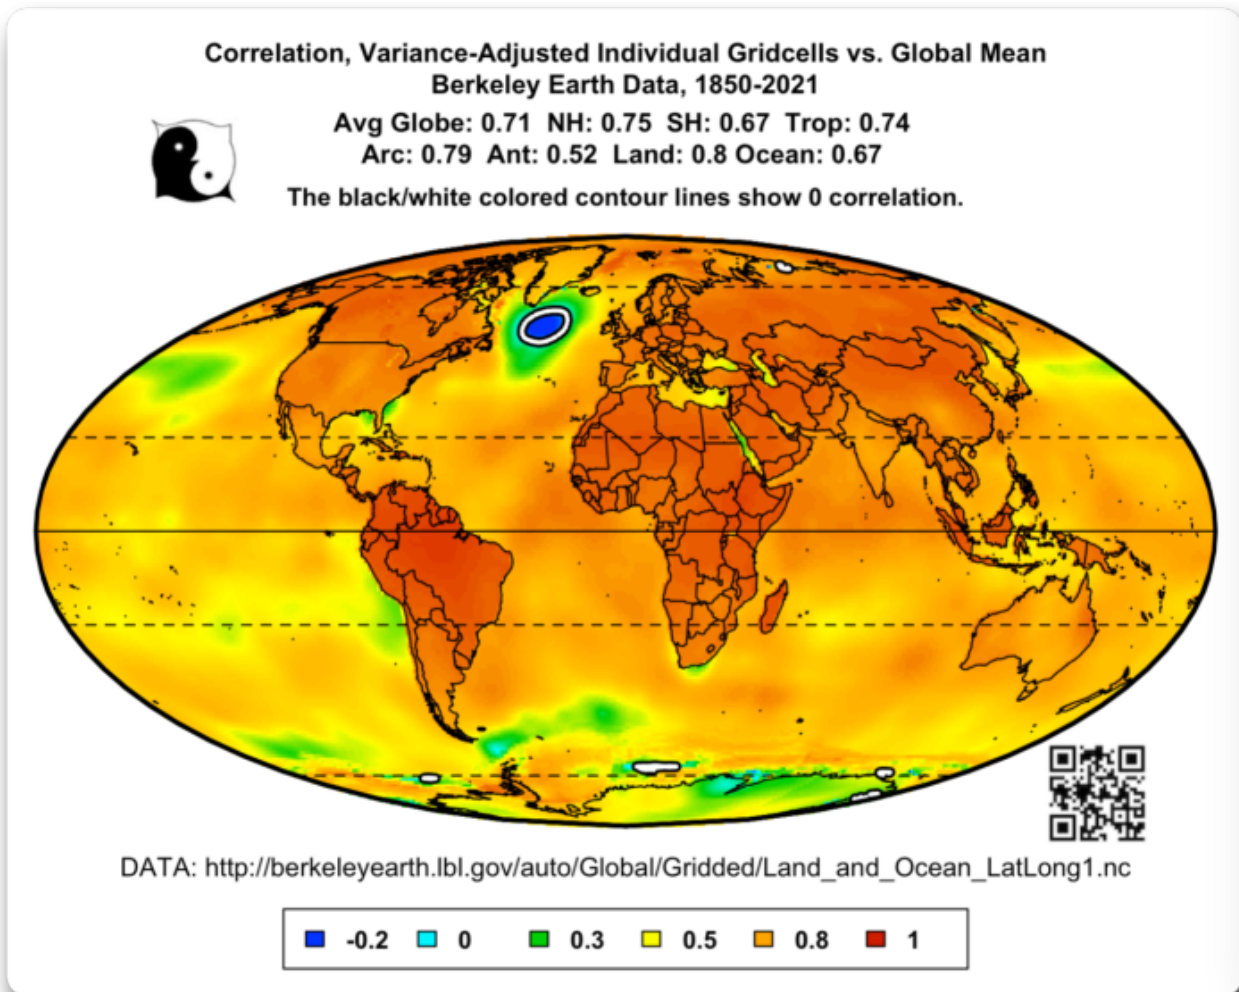 Correlation, Variance-Adjusted Individual Gridcells vs. Global Mean
Berkeley Earth Data, 1850-2021
Avg Globe: 0.71 NH: 0.75 SH: 0.67 Trop: 0.74
Arc: 0.79 Ant: 0.52 Land: 0.8 Ocean: 0.67
The black/white colored contour lines show 0 correlation.
DATA: http://berkeleyearth.lbl.gov/auto/Global/Gridded/Land_and_Ocean_LatLong1.nc
-0.2 0 0.3 0.5 0.8 1